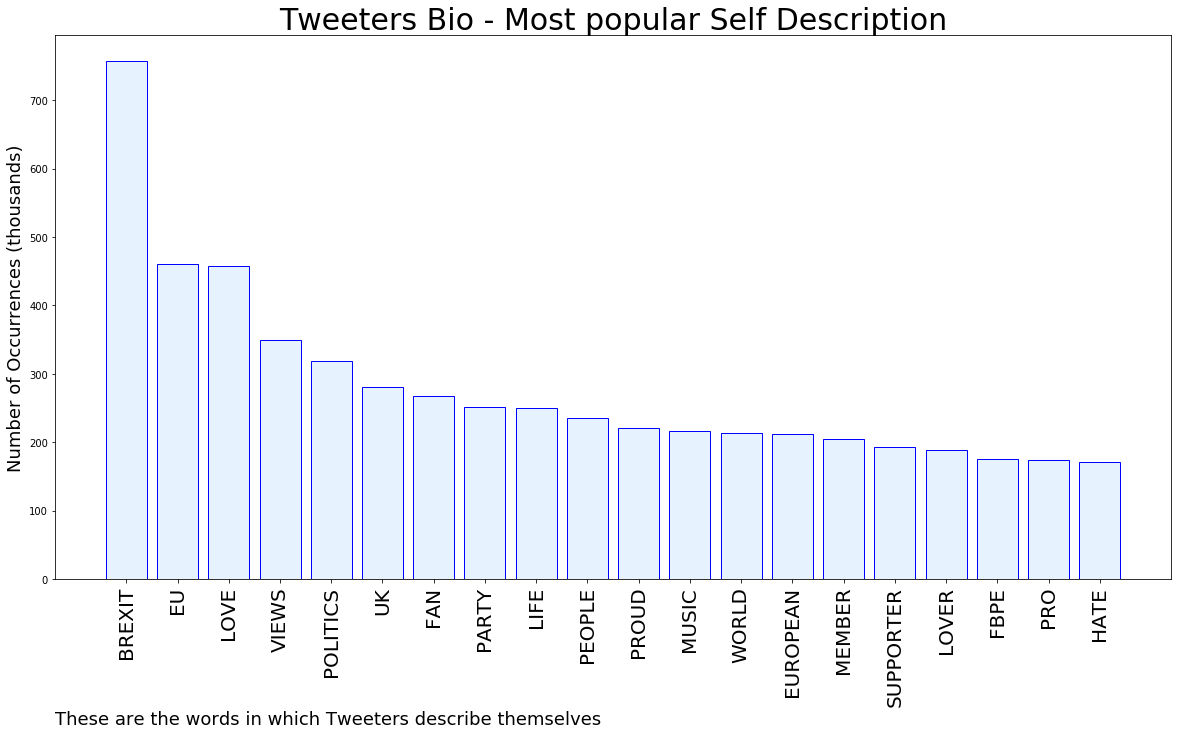 Tweeters Bio - Most popular Self Description
Number of Occurrences (thousands)
700
600
500
400
300
200
100
0
BREXIT
EU
LOVE
VIEWS
POLITICS
UK
FAN
PARTY
LIFE
PEOPLE
PROUD
MUSIC
WORLD
EUROPEAN
MEMBER
SUPPORTER
LOVER
FBPE
PRO
HATE
These are the words in which Tweeters describe themselves